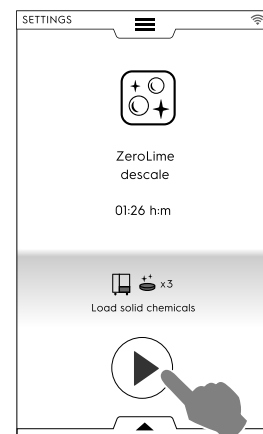 SETTINGS
ZeroLime
descale
01:26 h:m
x3
Load solid chemicals